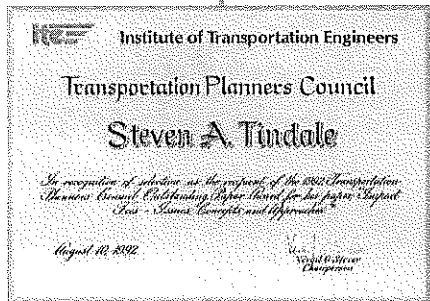 ITE Institute of Transportation Engineers
Transportation Planners Council
Steven A. Tindale
In recognition of selection as the recipient of the 1992 Transportation
Planners Council Outstanding Paper Award for his paper "Impact
Fees - Issues Concepts and Approaches"
August 10, 1992
Chairperson